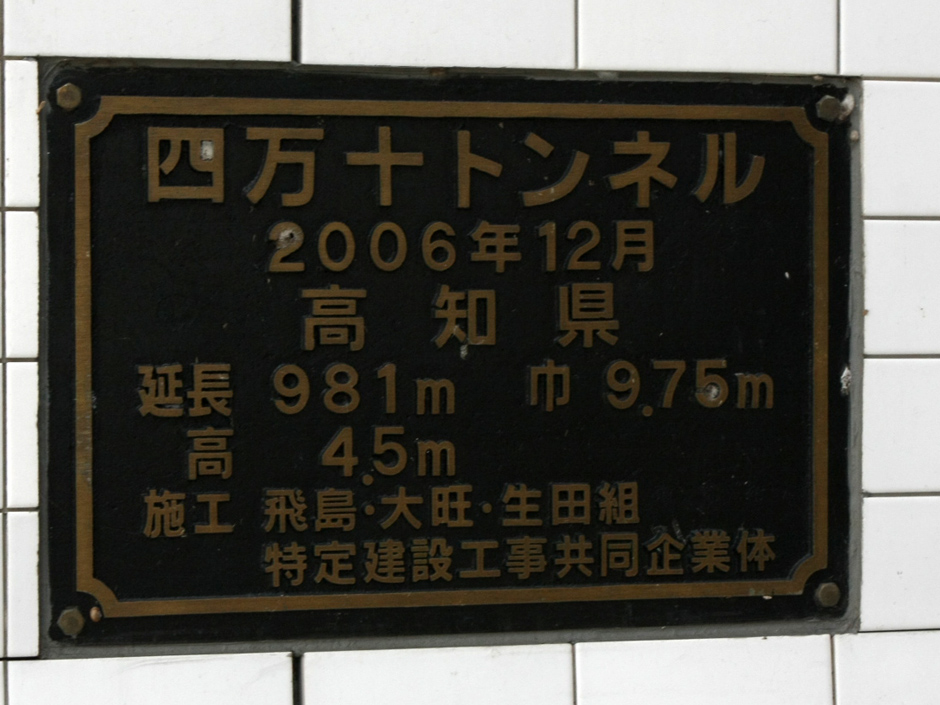 四万十トンネル
2006年12月
高知県
延長 981m 巾 9.75m
高 4.5m
施工 飛島・大旺・生田組
特定建設工事共同企業体